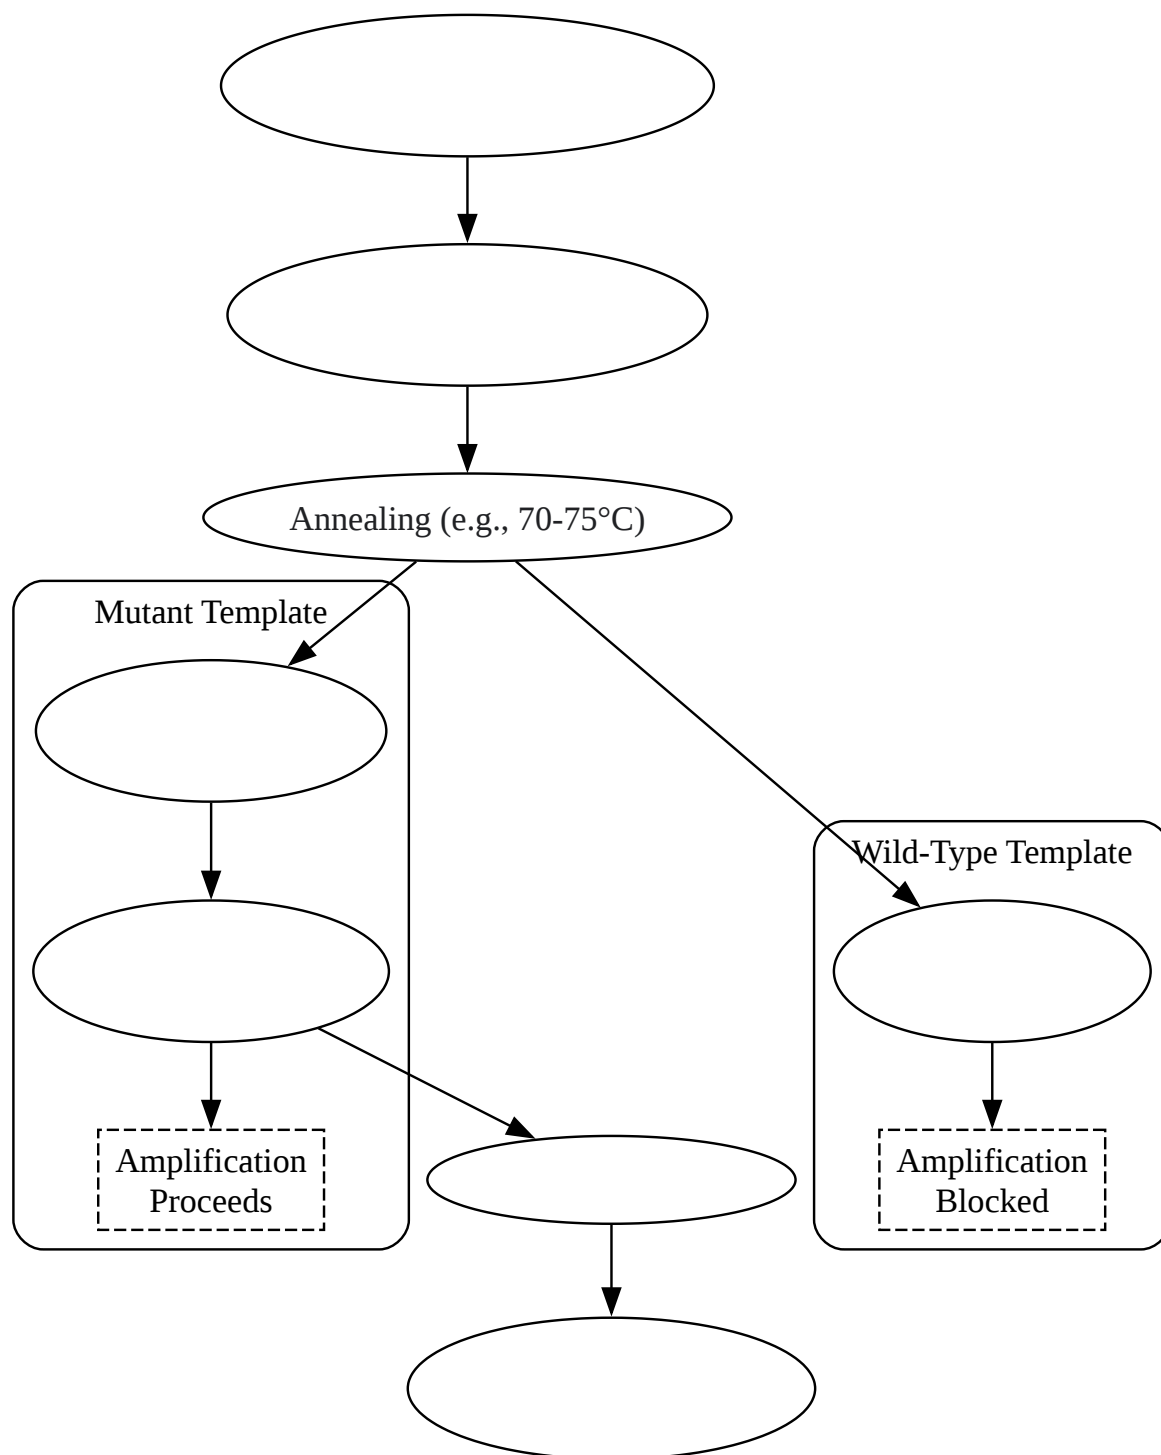 Annealing (e.g., 70-75°C)
Mutant Template
Wild-Type Template
Amplification
Proceeds
Amplification
Blocked